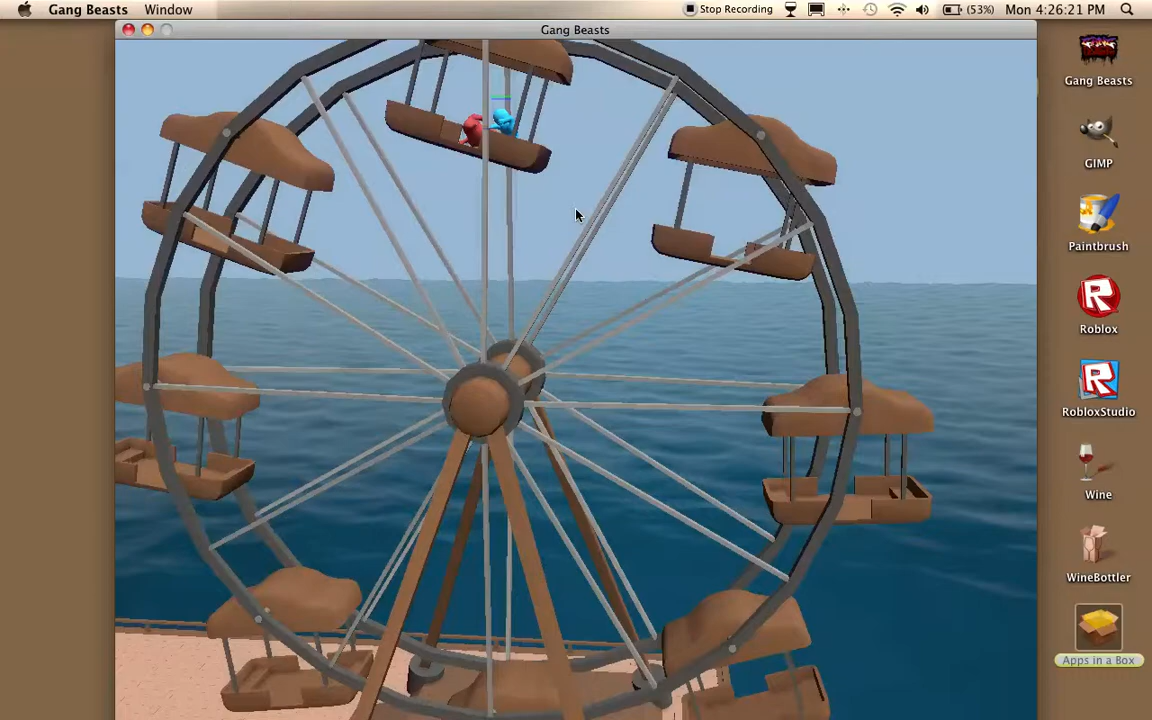 Gang Beasts Window Stop Recording (53%) Mon 4:26:21 PM
Gang Beasts
Gang Beasts
GIMP
Paintbrush
Roblox
RobloxStudio
Wine
WineBottler
Apps in a Box